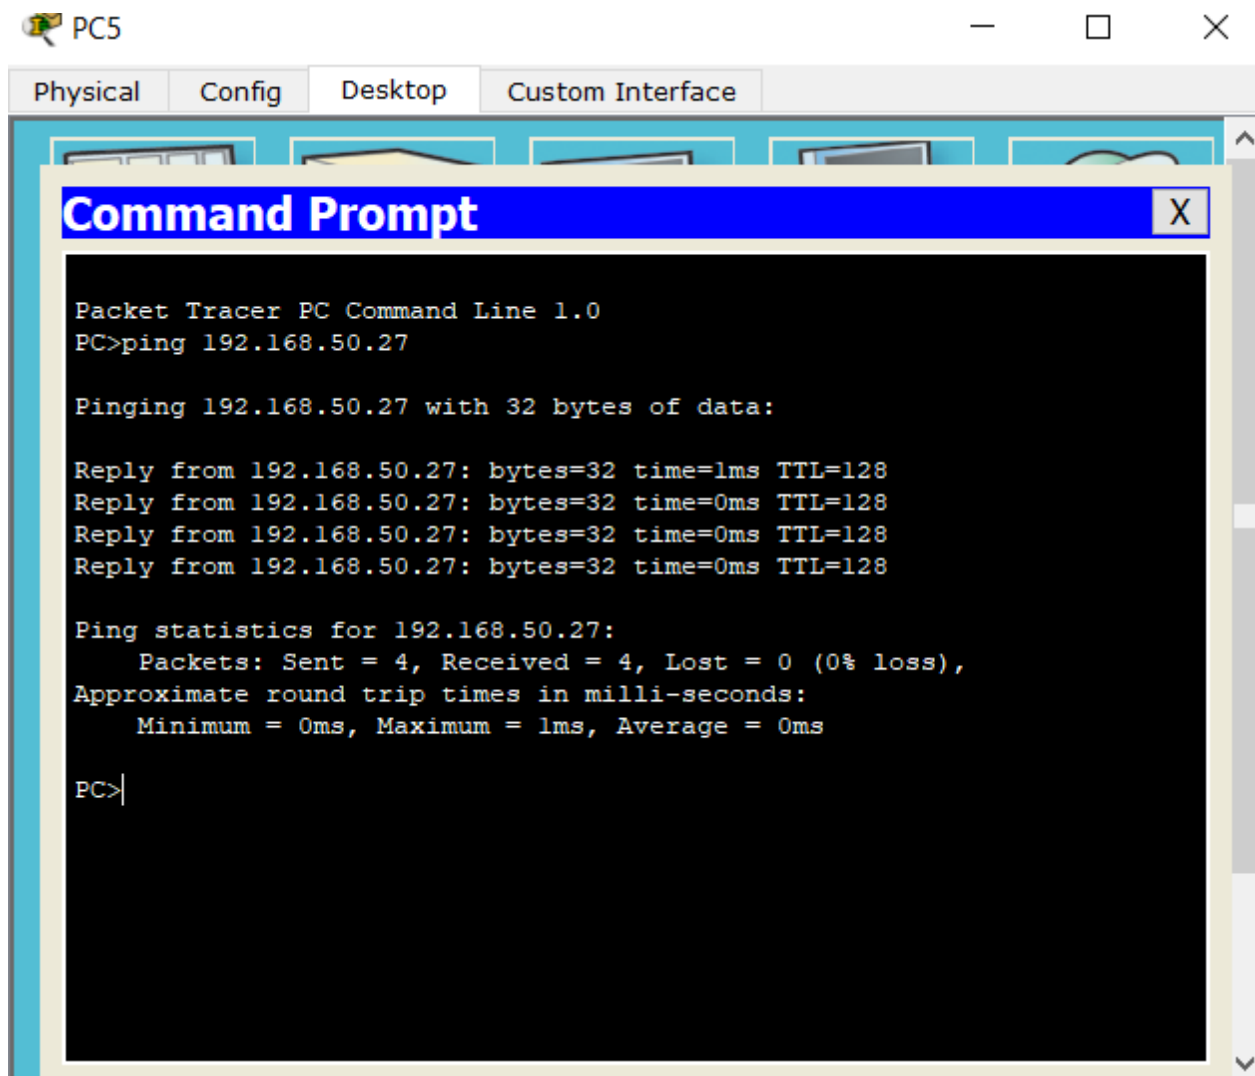 PC5
Physical Config Desktop Custom Interface
Command Prompt X
Packet Tracer PC Command Line 1.0
PC>ping 192.168.50.27
Pinging 192.168.50.27 with 32 bytes of data:
Reply from 192.168.50.27: bytes=32 time=1ms TTL=128
Reply from 192.168.50.27: bytes=32 time=0ms TTL=128
Reply from 192.168.50.27: bytes=32 time=0ms TTL=128
Reply from 192.168.50.27: bytes=32 time=0ms TTL=128
Ping statistics for 192.168.50.27:
Packets: Sent = 4, Received = 4, Lost = 0 (0% loss),
Approximate round trip times in milli-seconds:
Minimum = 0ms, Maximum = 1ms, Average = 0ms
PC>